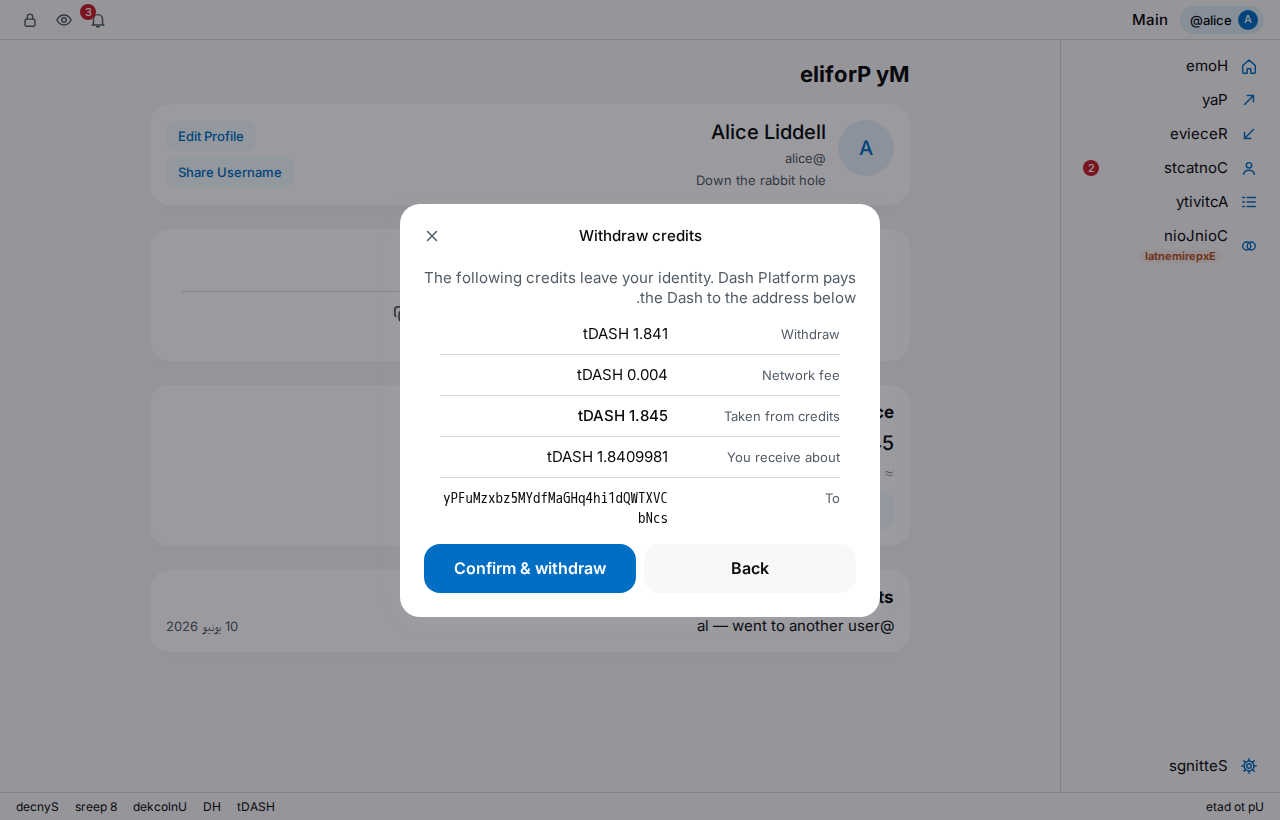 3
Main
@alice
A
emoH
yaP
evieceR
stcatnoC
2
ytivitcA
nioJnioC
latnemirepxE
sgnitteS
eliforP yM
Edit Profile
Share Username
Alice Liddell
alice@
Down the rabbit hole
A
Withdraw credits
The following credits leave your identity. Dash Platform pays
.the Dash to the address below
Withdraw
tDASH 1.841
Network fee
tDASH 0.004
Taken from credits
tDASH 1.845
You receive about
tDASH 1.8409981
To
yPFuMzxbz5MYdfMaGHq4hi1dQWTXVC
bNcs
Confirm & withdraw
Back
≈
al — went to another user@
10 يونيو 2026
decnyS
sreep 8
dekcolnU
DH
tDASH
etad ot pU